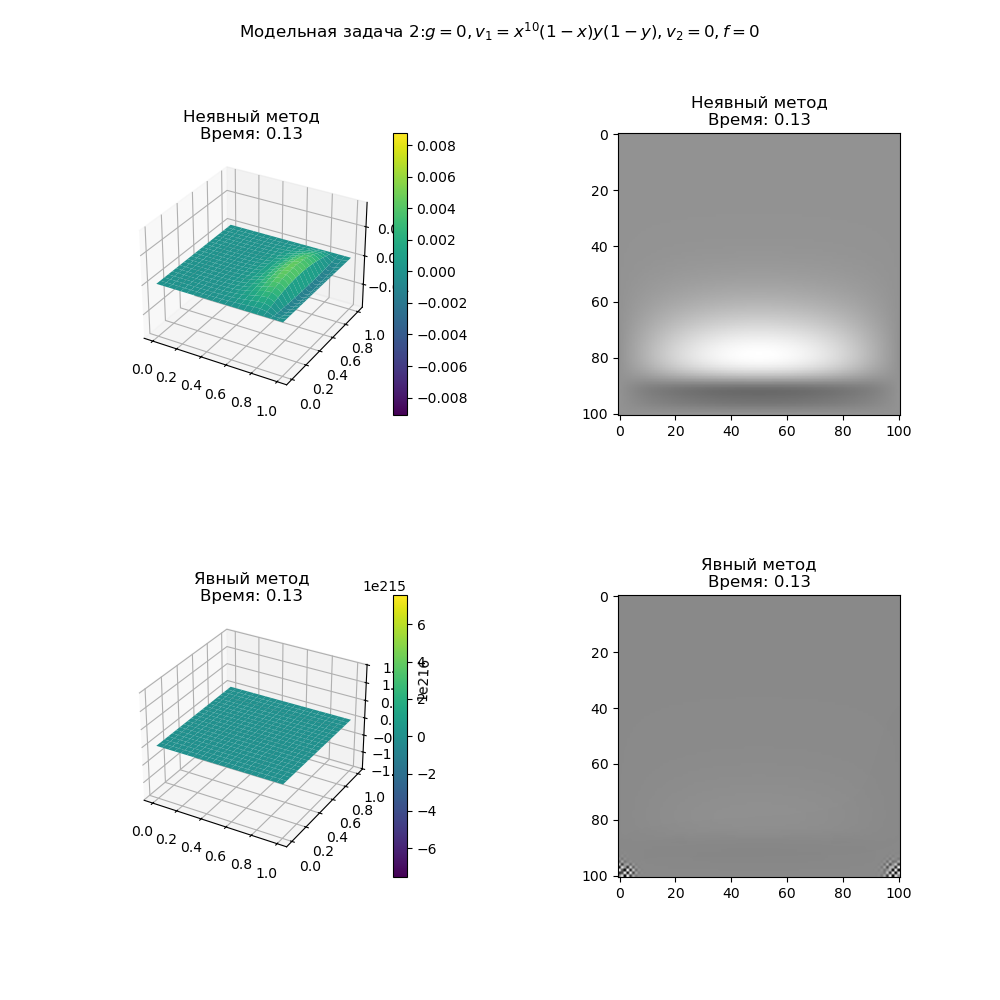 Модельная задача 2:g = 0, v₁ = x¹⁰(1 − x)y(1 − y), v₂ = 0, f = 0
Неявный метод
Время: 0.13
0.008
0.006
0.004
0.002
0.000
−0.002
−0.004
−0.006
−0.008
0.0 0.2 0.4 0.6 0.8 1.0
0.0 0.2 0.4 0.6 0.8 1.0
Неявный метод
Время: 0.13
0
20
40
60
80
100
0 20 40 60 80 100
Явный метод
Время: 0.13
1e215
6
4
2
0
−2
−4
−6
1e216
0.0 0.2 0.4 0.6 0.8 1.0
0.0 0.2 0.4 0.6 0.8 1.0
Явный метод
Время: 0.13
0
20
40
60
80
100
0 20 40 60 80 100